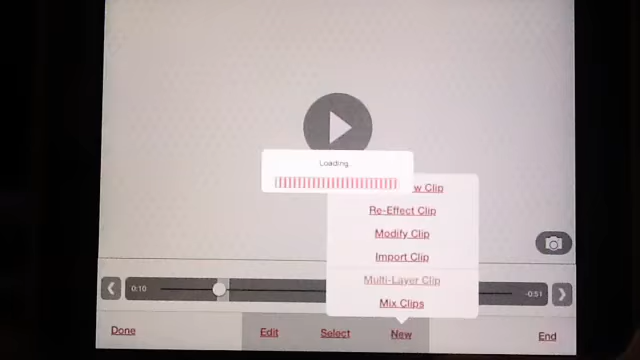 Loading
w Clip
Re-Effect Clip
Modify Clip
Import Clip
Multi-Layer Clip
Mix Clips
0:10
-0:51
Done
Edit
Select
New
End